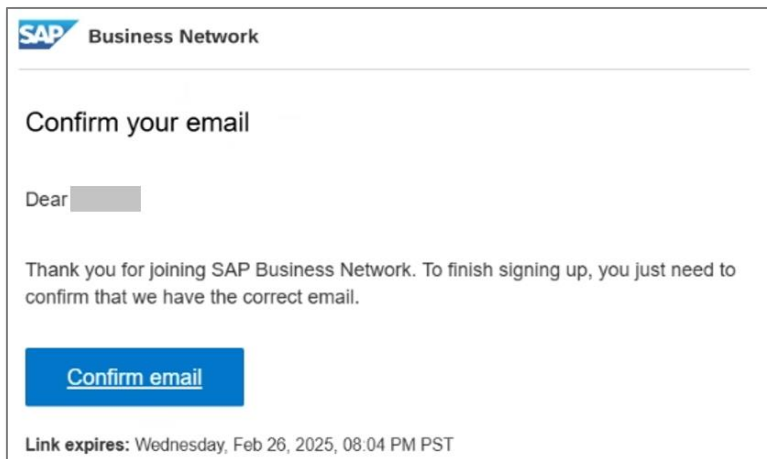 SAP Business Network
Confirm your email
Dear
Thank you for joining SAP Business Network. To finish signing up, you just need to
confirm that we have the correct email.
Confirm email
Link expires: Wednesday, Feb 26, 2025, 08:04 PM PST